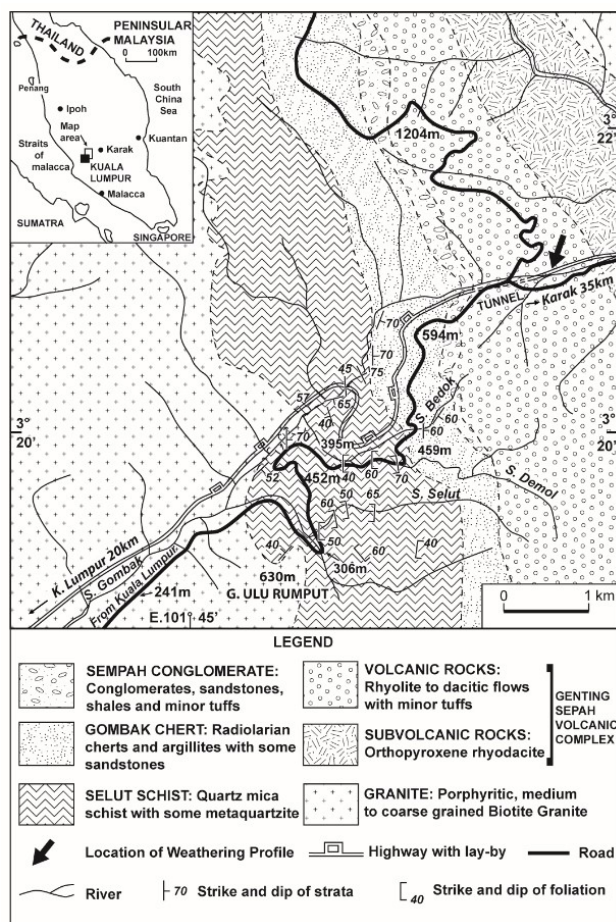 THAILAND
PENINSULAR
MALAYSIA
0 100km
Penang
South
China
Sea
Ipoh
Map
area
Kuantan
Straits of
malacca
Karak
KUALA
LUMPUR
Malacca
SUMATRA
SINGAPORE
3°
22'
1204m
TUNNEL
Karak 35km
594m
70
75
45
65
57
40
S. Bedok
3°
20'
3°
20'
70
395m
60
459m
52
452m
40
60
70
S. Demol
S. Selut
50
60
65
50
40
60
40
306m
K. Lumpur 20km
S. Gombak
From Kuala Lumpur
241m
630m
G. ULU RUMPUT
E.101° 45'
0 1 km
LEGEND
SEMPAH CONGLOMERATE:
Conglomerates, sandstones,
shales and minor tuffs
GOMBAK CHERT: Radiolarian
cherts and argillites with some
sandstones
SELUT SCHIST: Quartz mica
schist with some metaquartzite
VOLCANIC ROCKS:
Rhyolite to dacitic flows
with minor tuffs
SUBVOLCANIC ROCKS:
Orthopyroxene rhyodacite
GENTING
SEPAH
VOLCANIC
COMPLEX
GRANITE: Porphyritic, medium
to coarse grained Biotite Granite
Location of Weathering Profile
Highway with lay-by
Road
River
70 Strike and dip of strata
40 Strike and dip of foliation